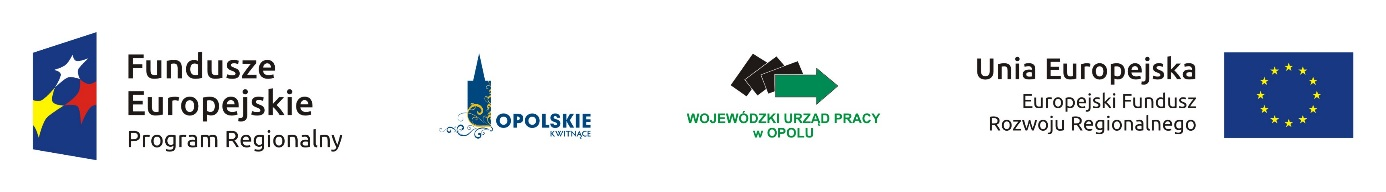 Fundusze
Europejskie
Program Regionalny
OPOLSKIE
KWITNĄCE
WOJEWÓDZKI URZĄD PRACY
w OPOLU
Unia Europejska
Europejski Fundusz
Rozwoju Regionalnego